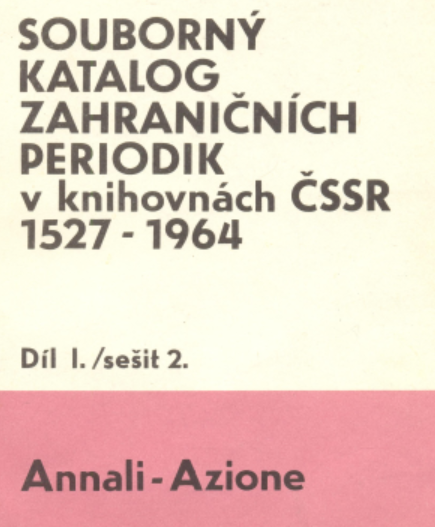 SOUBORNÝ
KATALOG
ZAHRANIČNÍCH
PERIODIK
v knihovnách ČSSR
1527 - 1964
Díl I. /sešit 2.
Annali - Azione